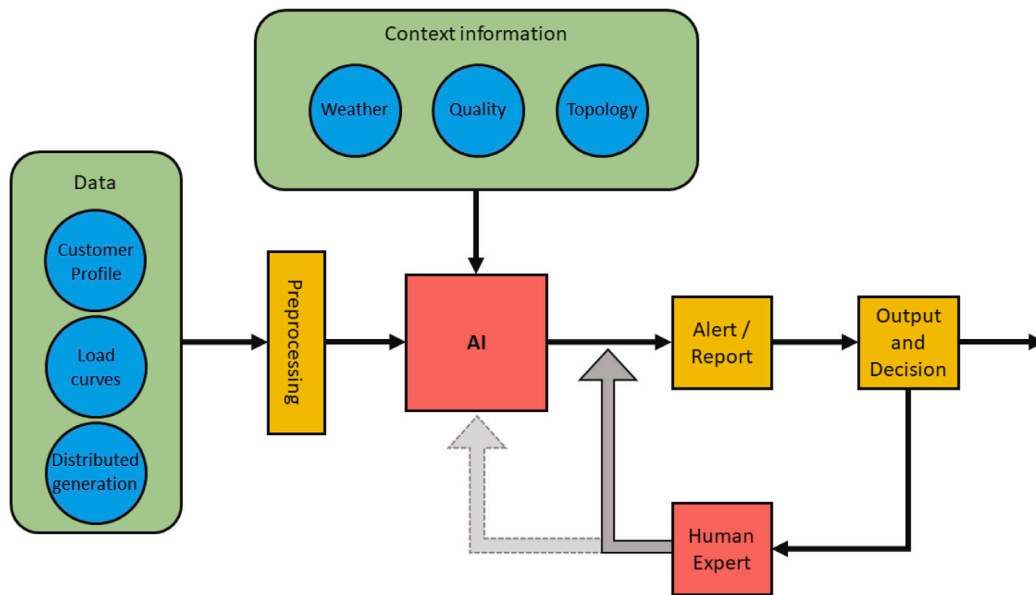 Context information
Weather
Quality
Topology
Data
Customer
Profile
Load
curves
Distributed
generation
Preprocessing
AI
Alert /
Report
Output
and
Decision
Human
Expert